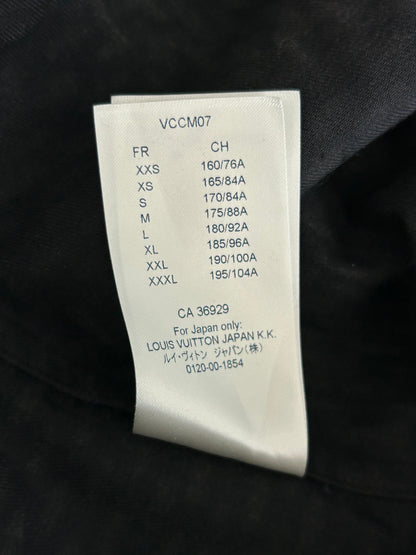 VCCM07
FR CH
XXS 160/76A
XS 165/84A
S 170/84A
M 175/88A
L 180/92A
XL 185/96A
XXL 190/100A
XXXL 195/104A
CA 36929
For Japan only:
LOUIS VUITTON JAPAN K.K.
ルイ・ヴィトン ジャパン(株)
0120-00-1854